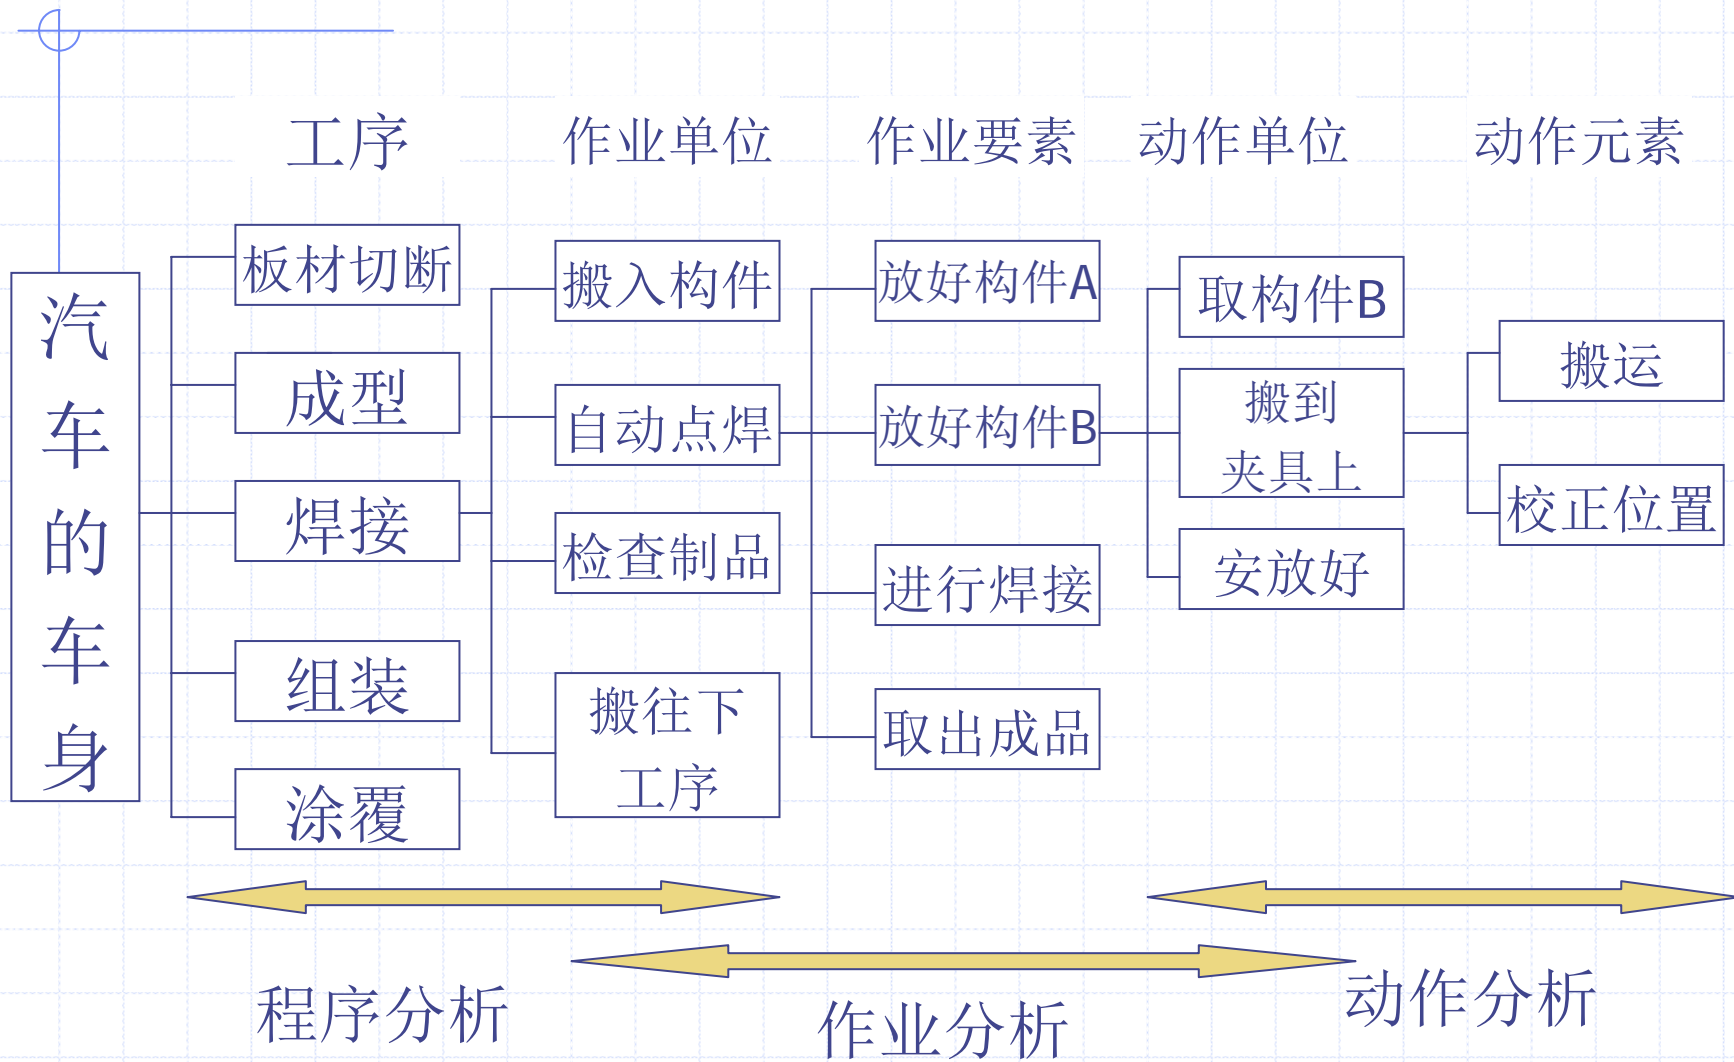 工序
作业单位
作业要素
动作单位
动作元素
汽
车
的
车
身
板材切断
成型
焊接
组装
涂覆
搬入构件
自动点焊
检查制品
搬往下
工序
放好构件A
放好构件B
进行焊接
取出成品
取构件B
搬到
夹具上
安放好
搬运
校正位置
程序分析
作业分析
动作分析